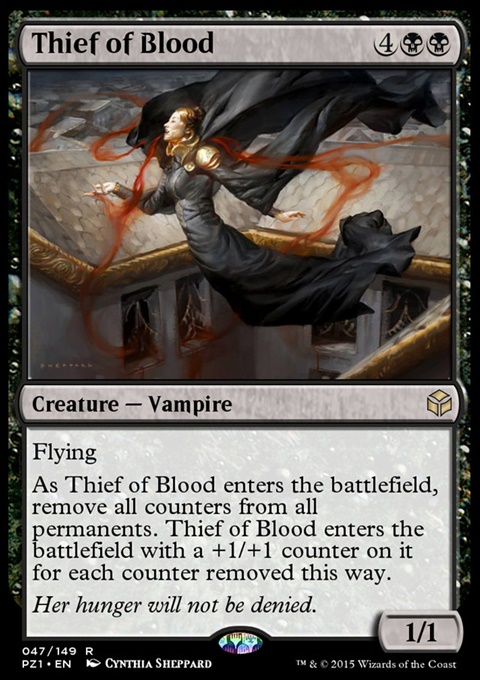 Thief of Blood 4
SHEPPARD
Creature — Vampire
Flying
As Thief of Blood enters the battlefield,
remove all counters from all
permanents. Thief of Blood enters the
battlefield with a +1/+1 counter on it
for each counter removed this way.
Her hunger will not be denied.
1/1
047/149 R
PZ1 • EN Cynthia Sheppard ™ & © 2015 Wizards of the Coast